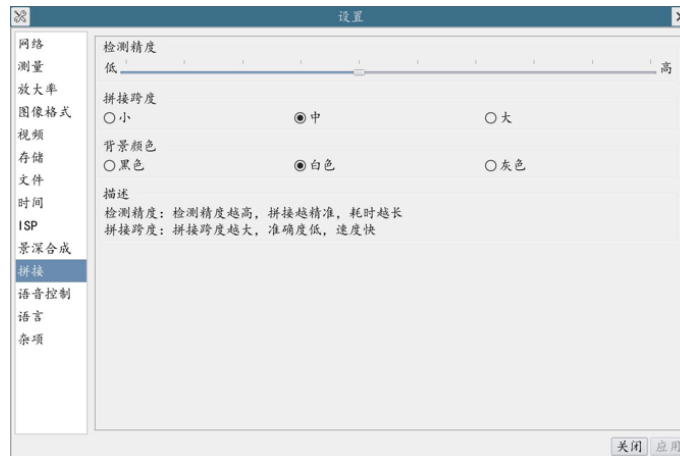 设置
网络
测量
放大率
图像格式
视频
存储
文件
时间
ISP
景深合成
拼接
语音控制
语言
杂项
检测精度
低 高
拼接跨度
小 中 大
背景颜色
黑色 白色 灰色
描述
检测精度：检测精度越高，拼接越精准，耗时越长
拼接跨度：拼接跨度越大，准确度低，速度快
关闭 应用